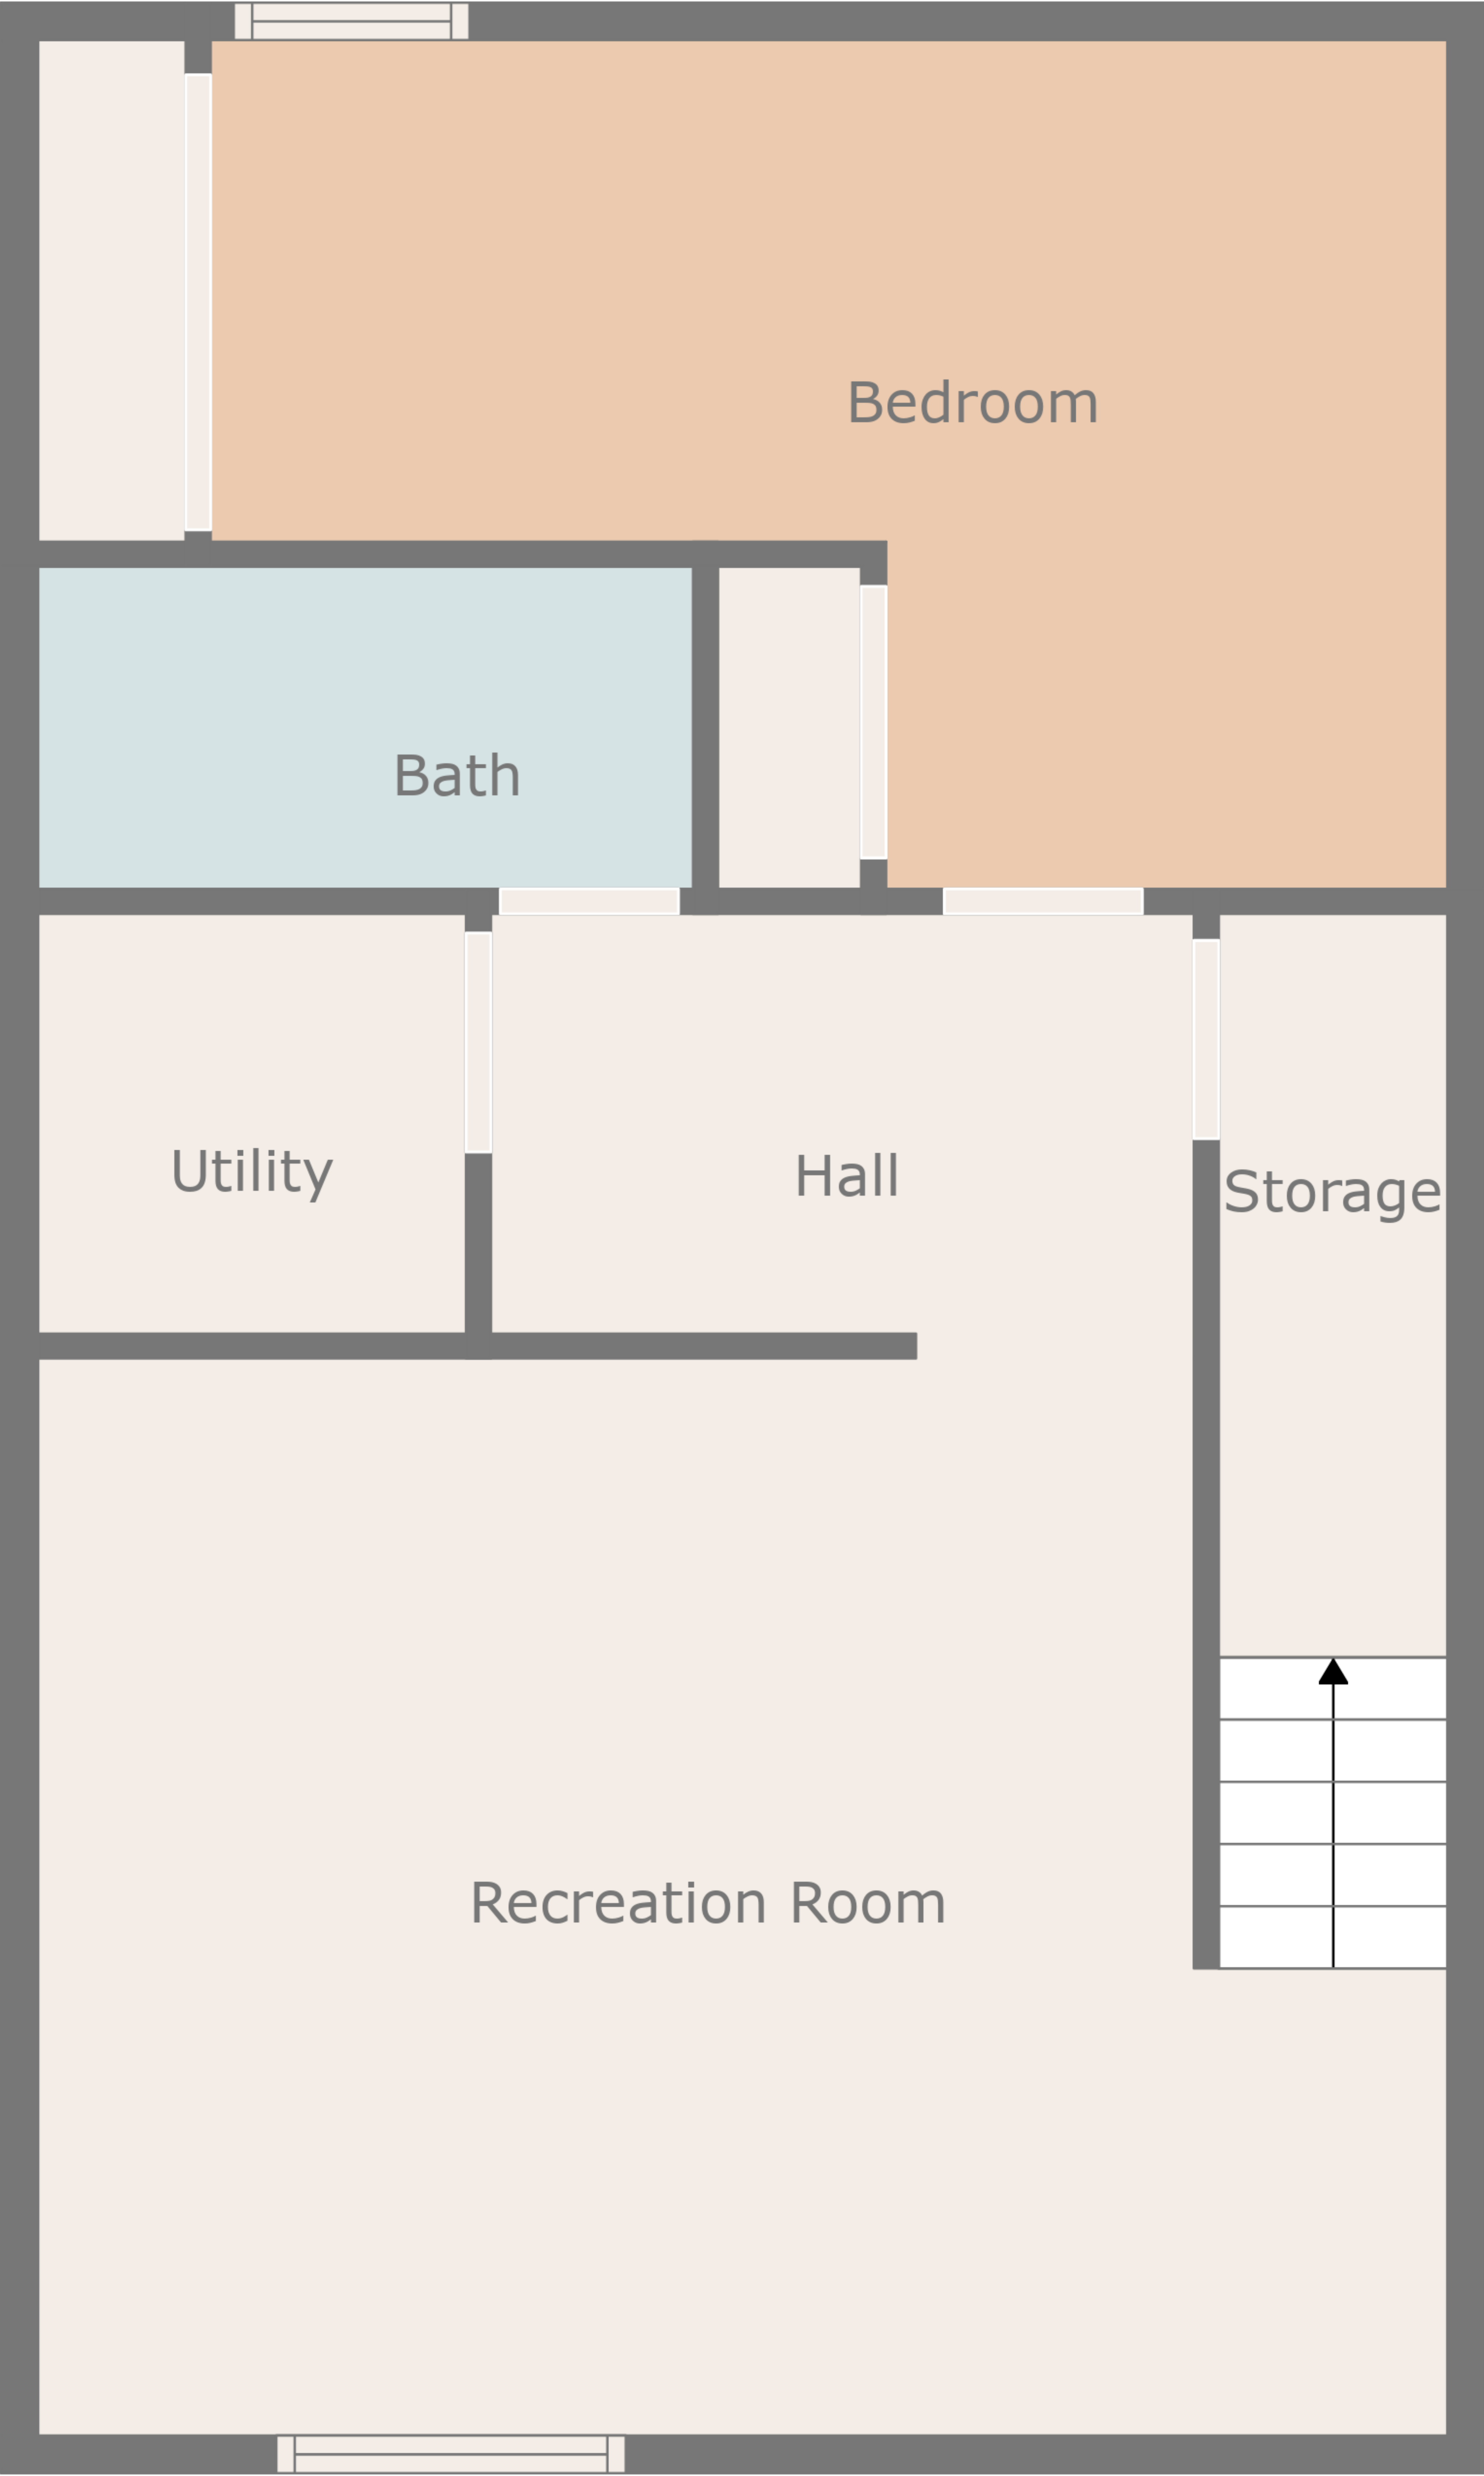 Bedroom
Bath
Utility
Hall
Storage
Recreation Room